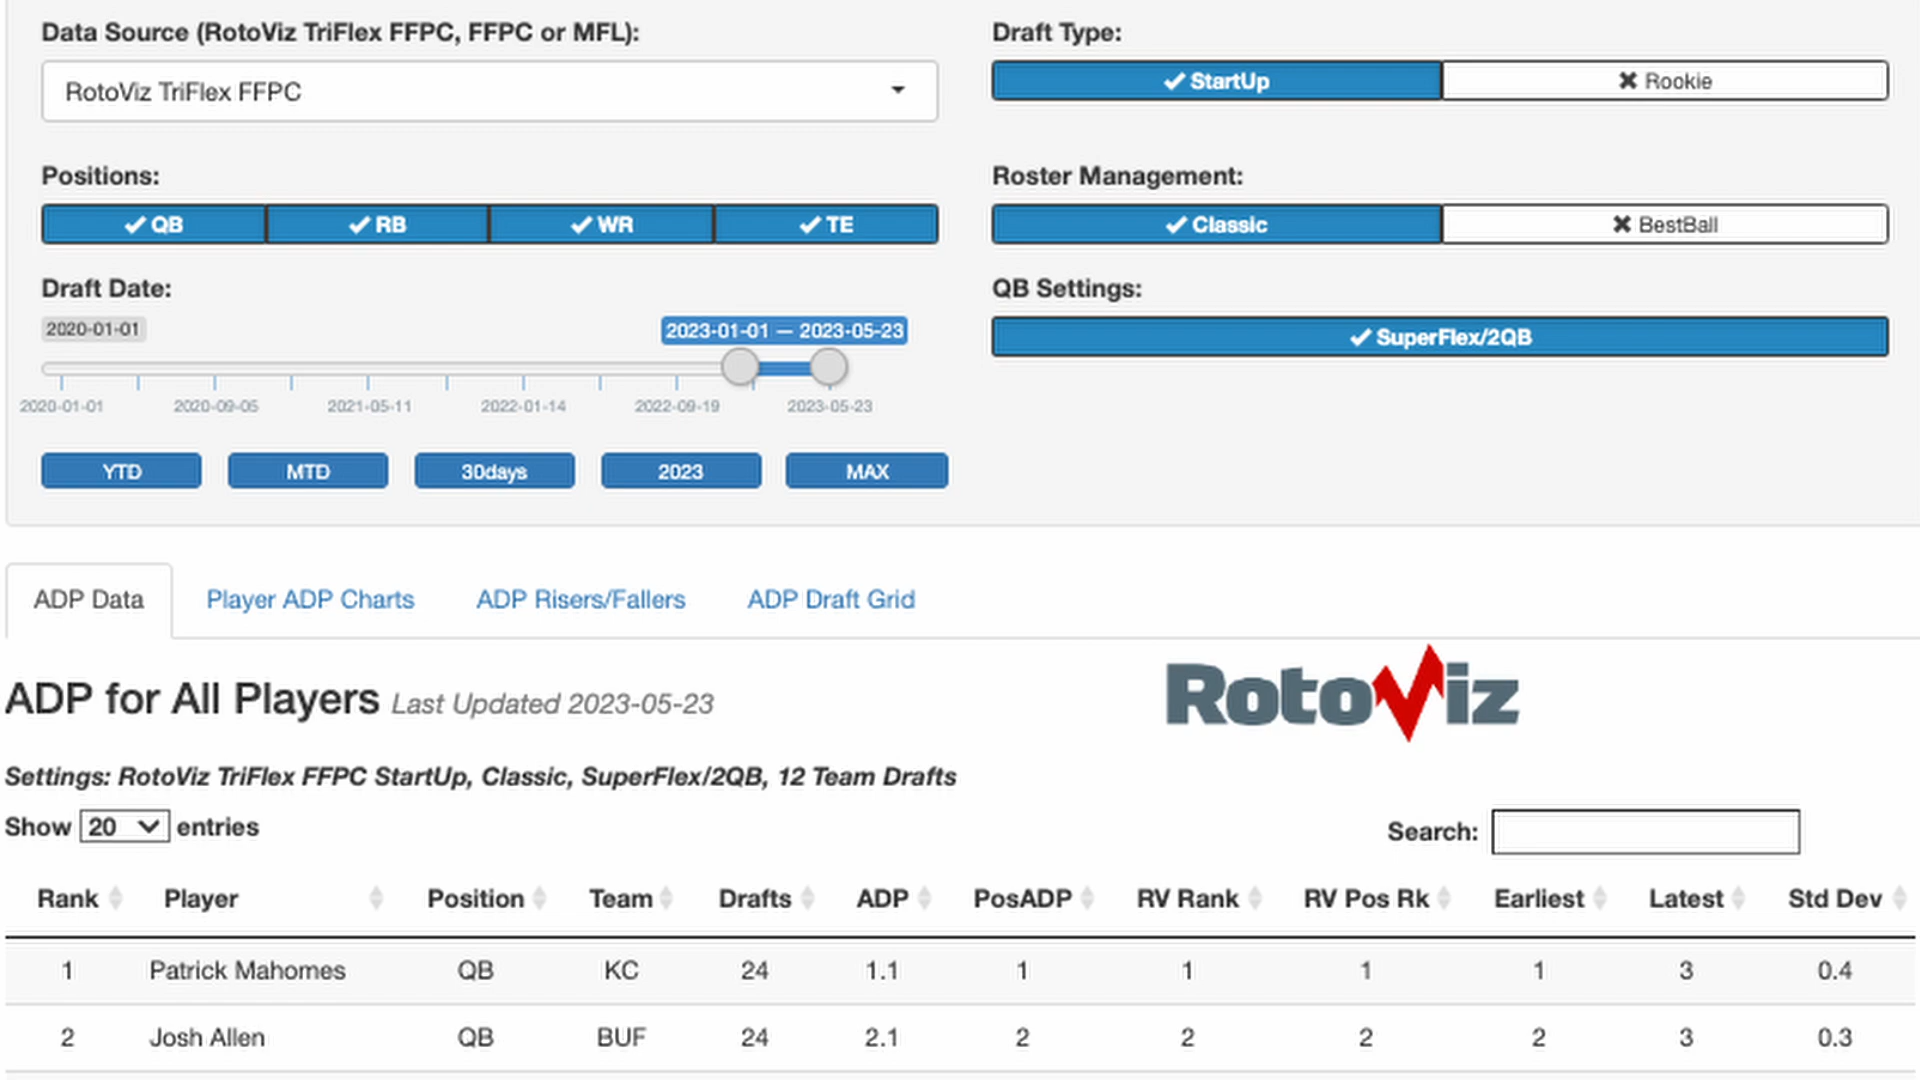 Data Source (RotoViz TriFlex FFPC, FFPC or MFL):
RotoViz TriFlex FFPC
Draft Type:
StartUp Rookie
Positions:
QB RB WR TE
Roster Management:
Classic BestBall
Draft Date:
2020-01-01
2023-01-01 — 2023-05-23
2020-01-01 2020-09-05 2021-05-11 2022-01-14 2022-09-19 2023-05-23
QB Settings:
SuperFlex/2QB
YTD MTD 30days 2023 MAX
ADP Data Player ADP Charts ADP Risers/Fallers ADP Draft Grid
ADP for All Players Last Updated 2023-05-23
RotoViz
Settings: RotoViz TriFlex FFPC StartUp, Classic, SuperFlex/2QB, 12 Team Drafts
Show 20 entries
Search:
Rank Player Position Team Drafts ADP PosADP RV Rank RV Pos Rk Earliest Latest Std Dev
1 Patrick Mahomes QB KC 24 1.1 1 1 1 1 3 0.4
2 Josh Allen QB BUF 24 2.1 2 2 2 2 3 0.3